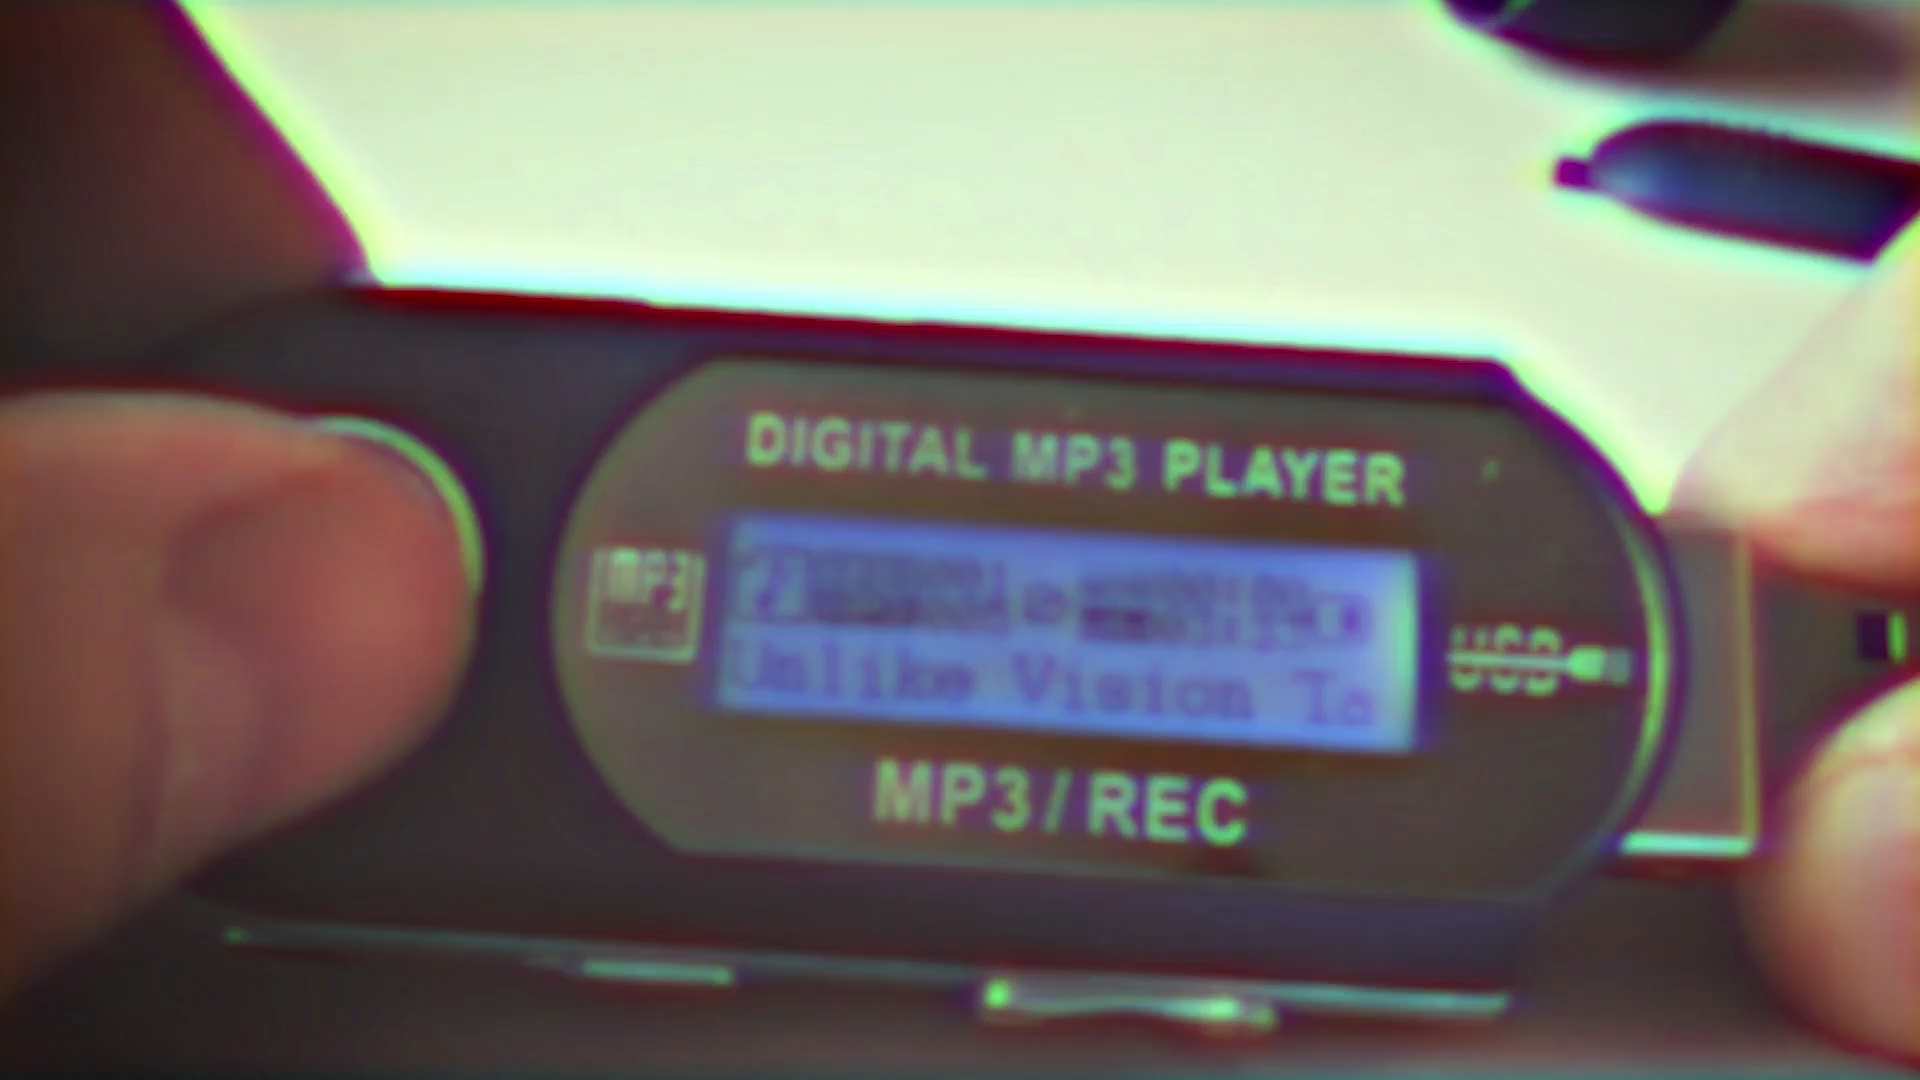 DIGITAL MP3 PLAYER
MP3
Unlike Vision To
USB
MP3/REC